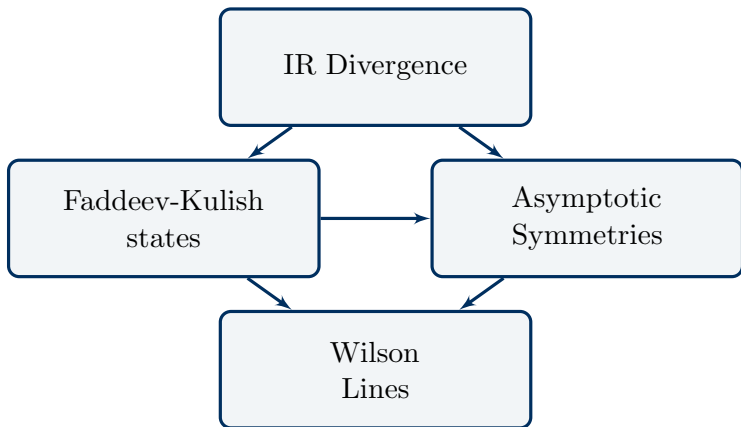 IR Divergence
Faddeev-Kulish
states
Asymptotic
Symmetries
Wilson
Lines